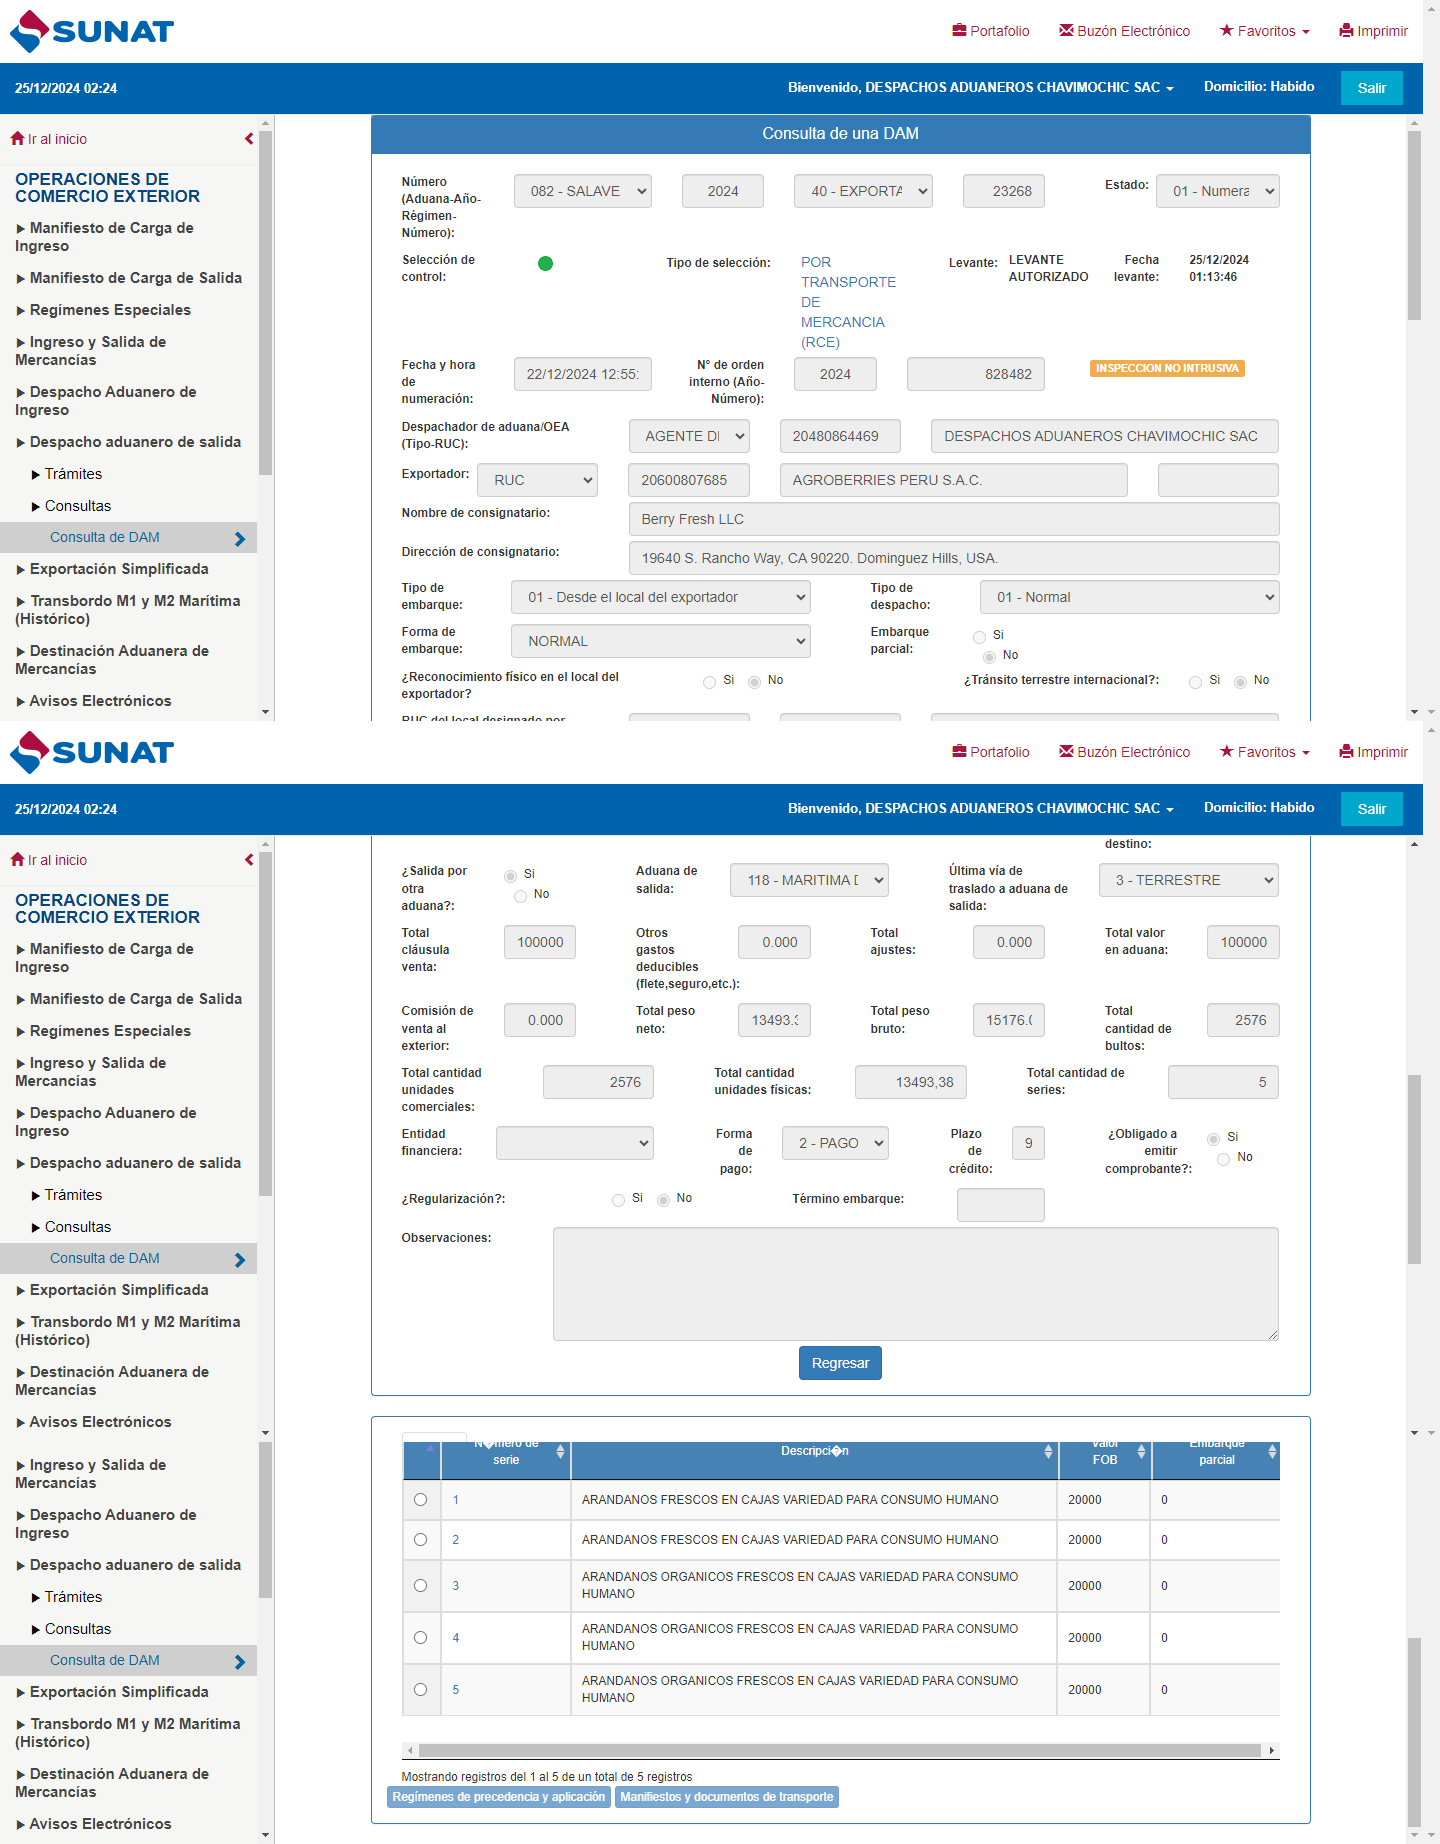 SUNAT
Portafolio Buzón Electrónico Favoritos Imprimir
25/12/2024 02:24 Bienvenido, DESPACHOS ADUANEROS CHAVIMOCHIC SAC Domicilio: Habido Salir
Ir al inicio
OPERACIONES DE
COMERCIO EXTERIOR
Manifiesto de Carga de
Ingreso
Manifiesto de Carga de Salida
Regímenes Especiales
Ingreso y Salida de
Mercancías
Despacho Aduanero de
Ingreso
Despacho aduanero de salida
Trámites
Consultas
Consulta de DAM
Exportación Simplificada
Transbordo M1 y M2 Marítima
(Histórico)
Destinación Aduanera de
Mercancías
Avisos Electrónicos
Consulta de una DAM
Número
(Aduana-Año-
Régimen-
Número):
082 - SALAVE 2024 40 - EXPORTA 23268 Estado: 01 - Numera
Selección de
control:
Tipo de selección:
POR
TRANSPORTE
DE
MERCANCIA
(RCE)
Levante: LEVANTE
AUTORIZADO
Fecha
levante:
25/12/2024
01:13:46
Fecha y hora
de
numeración:
22/12/2024 12:55:
N° de orden
interno (Año-
Número):
2024 828482 INSPECCION NO INTRUSIVA
Despachador de aduana/OEA
(Tipo-RUC):
AGENTE DI 20480864469 DESPACHOS ADUANEROS CHAVIMOCHIC SAC
Exportador: RUC 20600807685 AGROBERRIES PERU S.A.C.
Nombre de consignatario: Berry Fresh LLC
Dirección de consignatario: 19640 S. Rancho Way, CA 90220. Dominguez Hills, USA.
Tipo de
embarque:
01 - Desde el local del exportador
Tipo de
despacho:
01 - Normal
Forma de
embarque:
NORMAL
Embarque
parcial:
Si
No
¿Reconocimiento físico en el local del
exportador?
Si No
¿Tránsito terrestre internacional?: Si No
RUC del local designado por
SUNAT
Portafolio Buzón Electrónico Favoritos Imprimir
25/12/2024 02:24 Bienvenido, DESPACHOS ADUANEROS CHAVIMOCHIC SAC Domicilio: Habido Salir
Ir al inicio
OPERACIONES DE
COMERCIO EXTERIOR
Manifiesto de Carga de
Ingreso
Manifiesto de Carga de Salida
Regímenes Especiales
Ingreso y Salida de
Mercancías
Despacho Aduanero de
Ingreso
Despacho aduanero de salida
Trámites
Consultas
Consulta de DAM
Exportación Simplificada
Transbordo M1 y M2 Marítima
(Histórico)
Destinación Aduanera de
Mercancías
Avisos Electrónicos
destino:
¿Salida por
otra
aduana?:
Si
No
Aduana de
salida:
118 - MARITIMA D
Última vía de
traslado a aduana de
salida:
3 - TERRESTRE
Total
cláusula
venta:
100000
Otros
gastos
deducibles
(flete,seguro,etc.):
0.000
Total
ajustes:
0.000
Total valor
en aduana:
100000
Comisión de
venta al
exterior:
0.000
Total peso
neto:
13493.3
Total peso
bruto:
15176.0
Total
cantidad de
bultos:
2576
Total cantidad
unidades
comerciales:
2576
Total cantidad
unidades físicas:
13493,38
Total cantidad de
series:
5
Entidad
financiera:
Forma
de
pago:
2 - PAGO
Plazo
de
crédito:
9
¿Obligado a
emitir
comprobante?:
Si
No
¿Regularización?: Si No Término embarque:
Observaciones:
Regresar
Ingreso y Salida de
Mercancías
Despacho Aduanero de
Ingreso
Despacho aduanero de salida
Trámites
Consultas
Consulta de DAM
Exportación Simplificada
Transbordo M1 y M2 Marítima
(Histórico)
Destinación Aduanera de
Mercancías
Avisos Electrónicos
N�mero de
serie
Descripci�n
Valor
FOB
Embarque
parcial
1 ARANDANOS FRESCOS EN CAJAS VARIEDAD PARA CONSUMO HUMANO 20000 0
2 ARANDANOS FRESCOS EN CAJAS VARIEDAD PARA CONSUMO HUMANO 20000 0
3 ARANDANOS ORGANICOS FRESCOS EN CAJAS VARIEDAD PARA CONSUMO
HUMANO 20000 0
4 ARANDANOS ORGANICOS FRESCOS EN CAJAS VARIEDAD PARA CONSUMO
HUMANO 20000 0
5 ARANDANOS ORGANICOS FRESCOS EN CAJAS VARIEDAD PARA CONSUMO
HUMANO 20000 0
Mostrando registros del 1 al 5 de un total de 5 registros
Regímenes de precedencia y aplicación Manifiestos y documentos de transporte